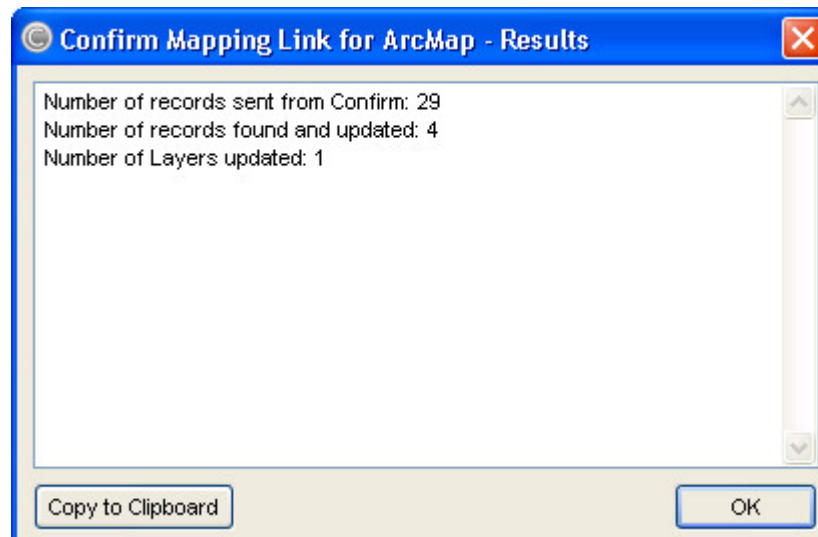 Confirm Mapping Link for ArcMap - Results
Number of records sent from Confirm: 29
Number of records found and updated: 4
Number of Layers updated: 1
Copy to Clipboard
OK